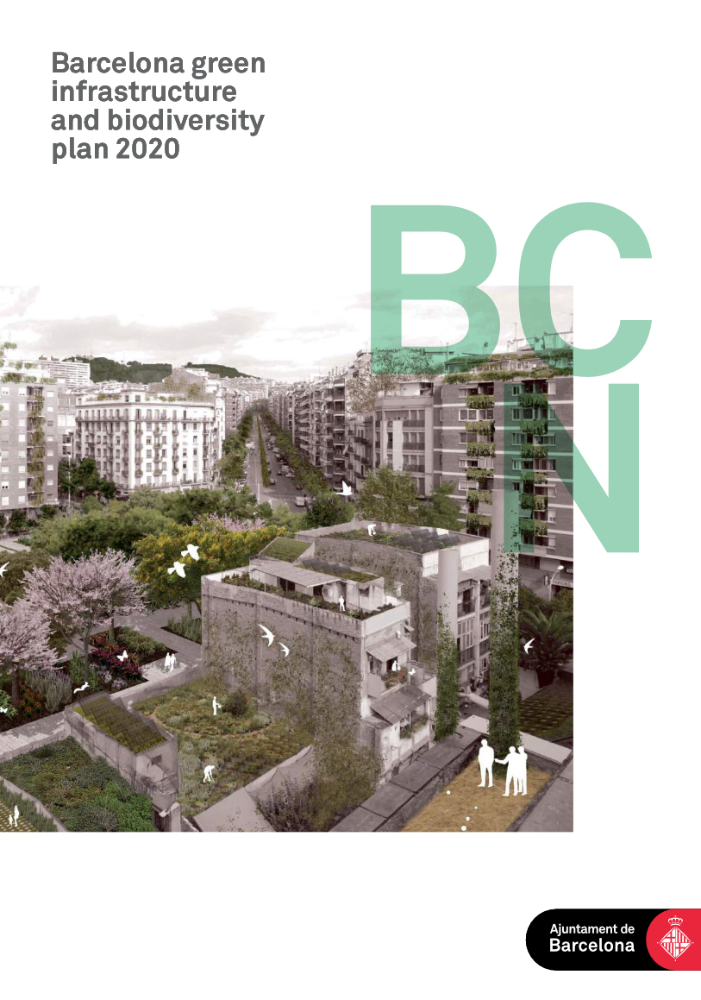 Barcelona green
infrastructure
and biodiversity
plan 2020
BC
N
Ajuntament de
Barcelona